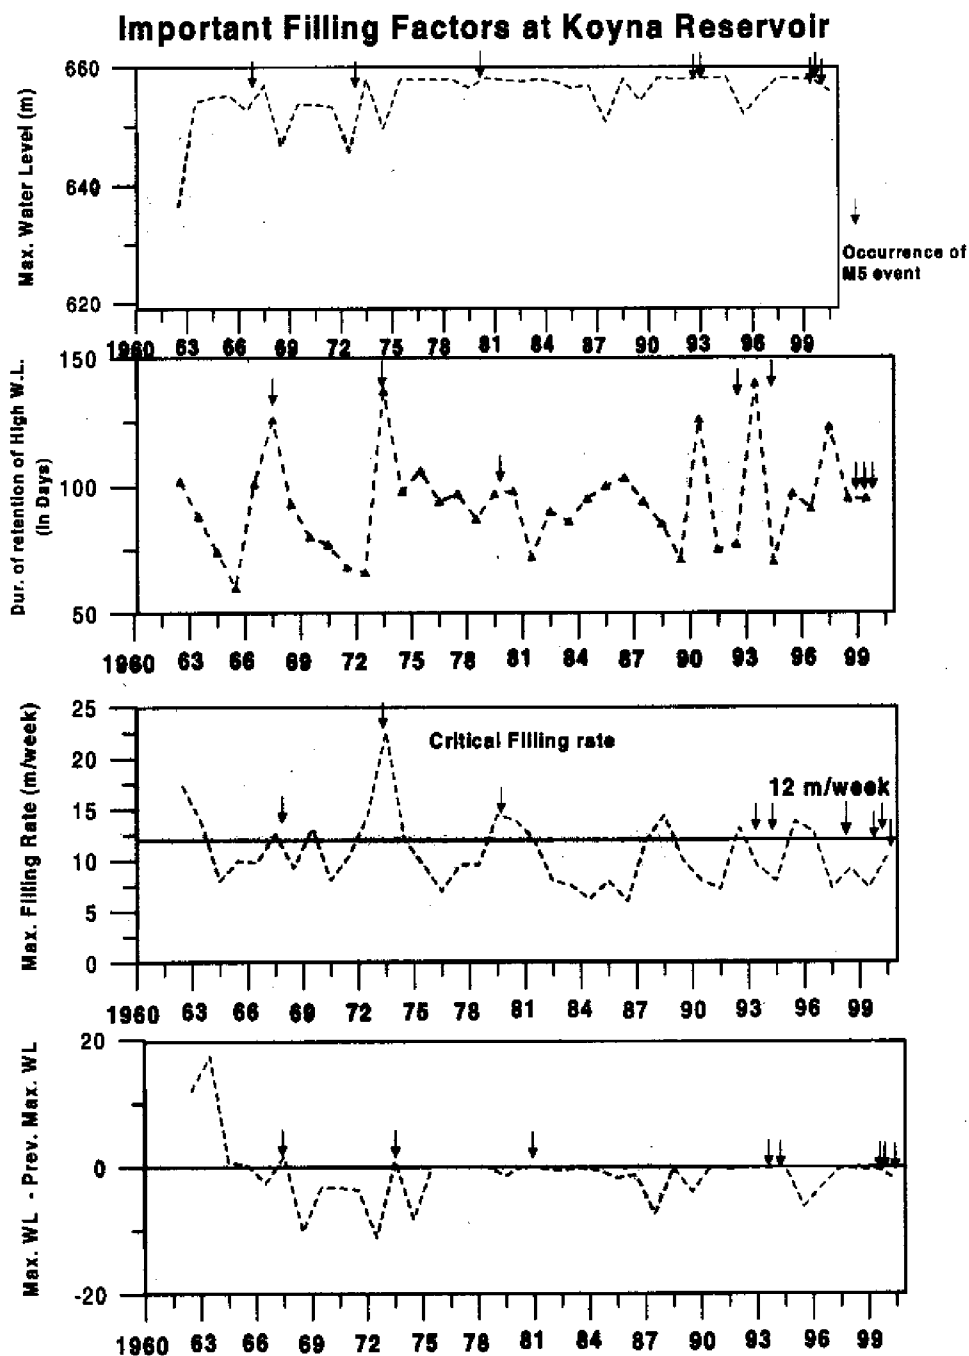 Important Filling Factors at Koyna Reservoir
Max. Water Level (m)
660
640
620
1960 63 66 69 72 75 78 81 84 87 90 93 96 99
Occurrence of
M5 event
Dur. of retention of High W.L.
(In Days)
150
100
50
1960 63 66 69 72 75 78 81 84 87 90 93 96 99
Max. Filling Rate (m/week)
25
20
15
10
5
0
Critical Filling rate
12 m/week
1960 63 66 69 72 75 78 81 84 87 90 93 96 99
Max. WL - Prev. Max. WL
20
0
-20
1960 63 66 69 72 75 78 81 84 87 90 93 96 99